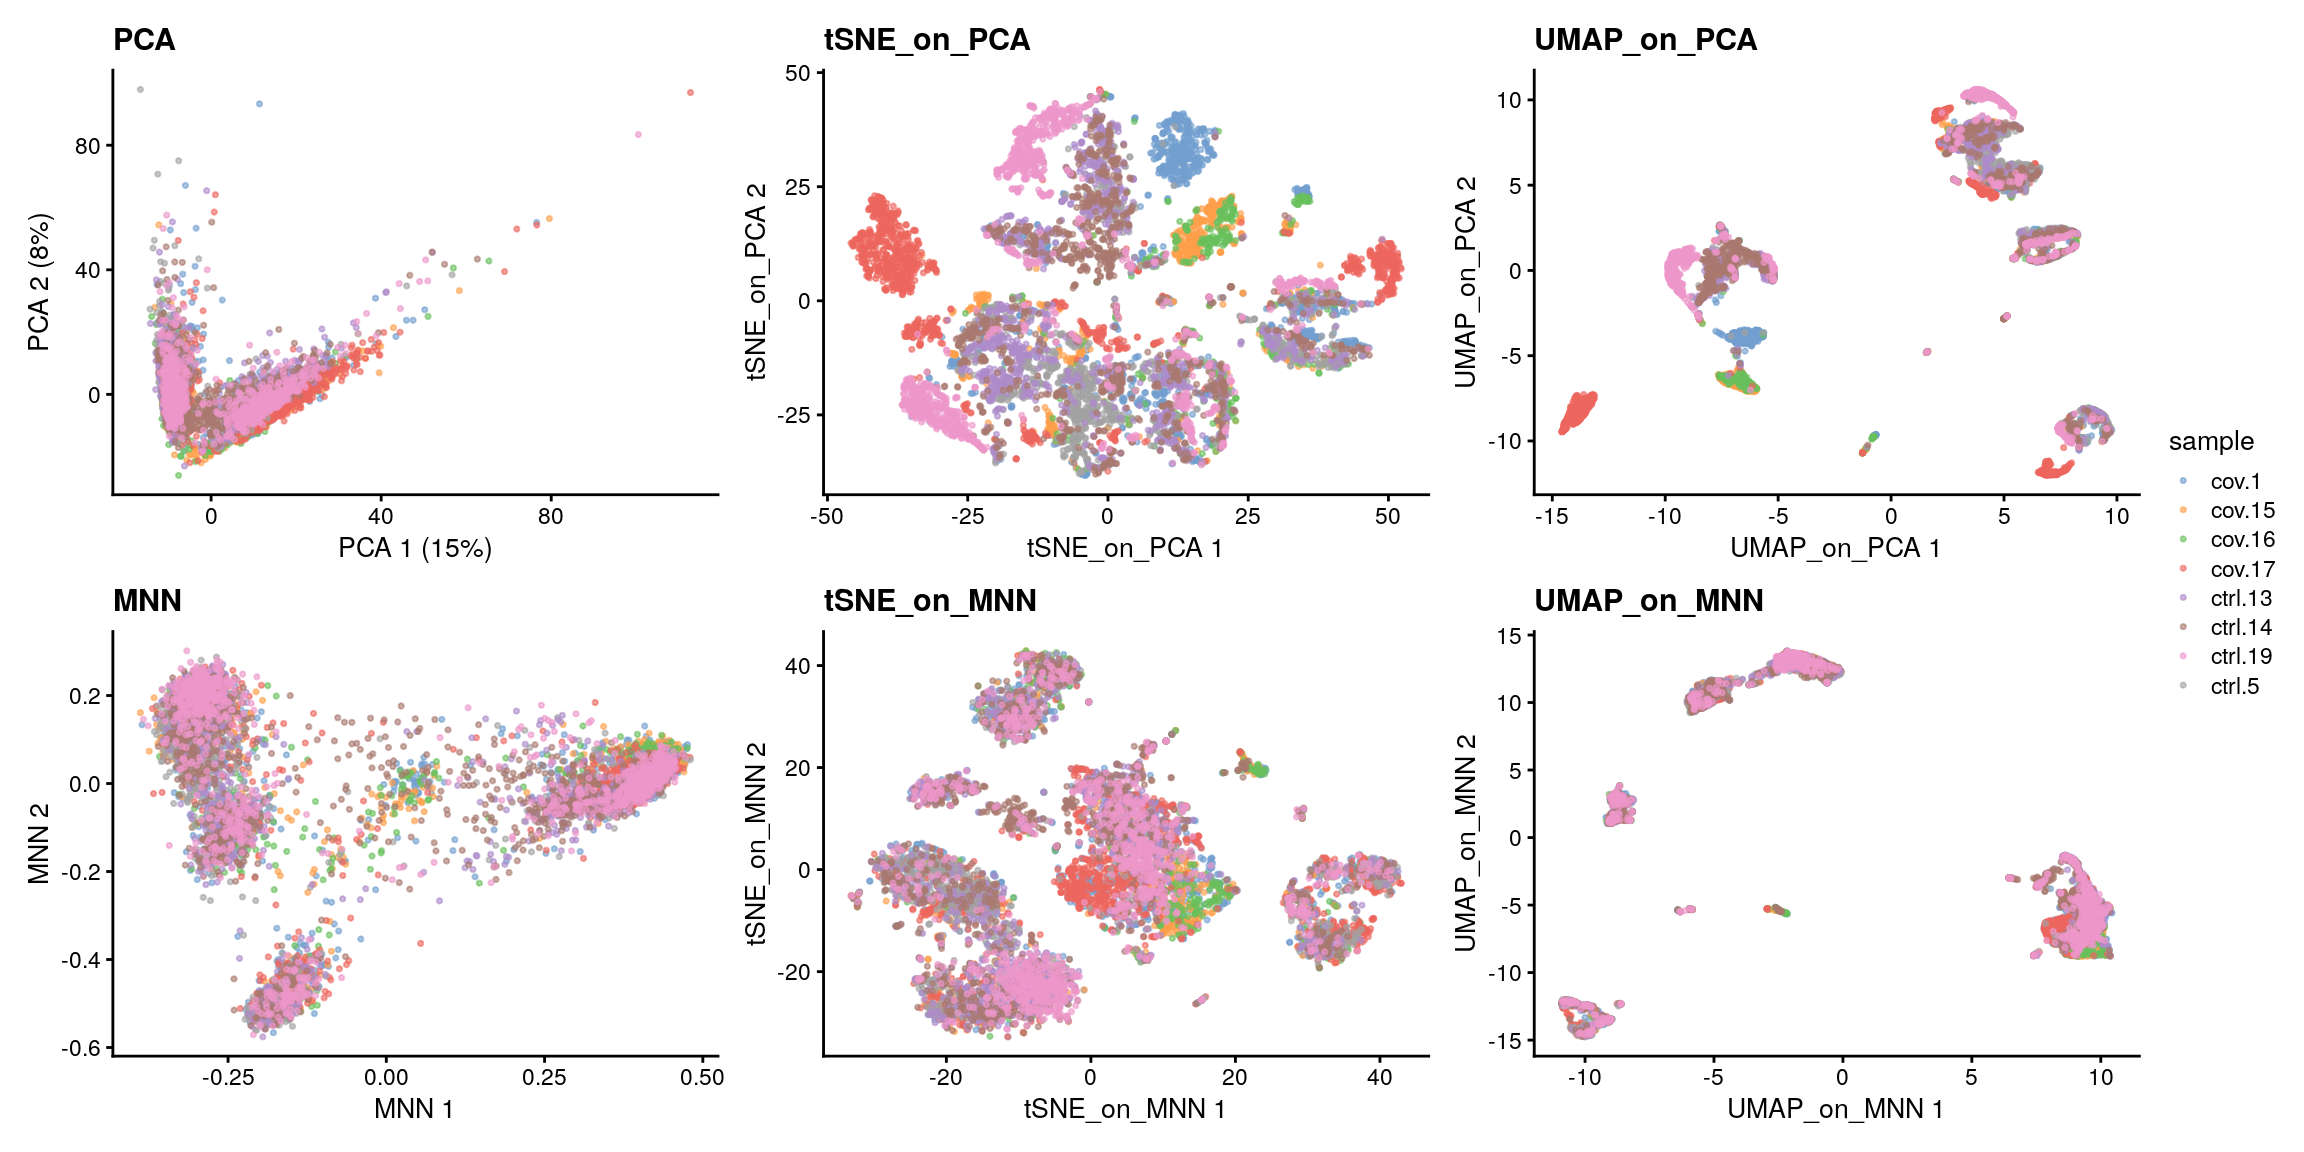 PCA
80
40
0
0
40
80
PCA 2 (8%)
PCA 1 (15%)
tSNE_on_PCA
50
25
0
-25
-50
-25
0
25
50
tSNE_on_PCA 2
tSNE_on_PCA 1
UMAP_on_PCA
10
5
0
-5
-10
-15
-10
-5
0
5
10
UMAP_on_PCA 2
UMAP_on_PCA 1
MNN
0.2
0.0
-0.2
-0.4
-0.6
-0.25
0.00
0.25
0.50
MNN 2
MNN 1
tSNE_on_MNN
40
20
0
-20
-20
0
20
40
tSNE_on_MNN 2
tSNE_on_MNN 1
UMAP_on_MNN
15
10
5
0
-5
-10
-15
-10
-5
0
5
10
UMAP_on_MNN 2
UMAP_on_MNN 1
sample
cov.1
cov.15
cov.16
cov.17
ctrl.13
ctrl.14
ctrl.19
ctrl.5